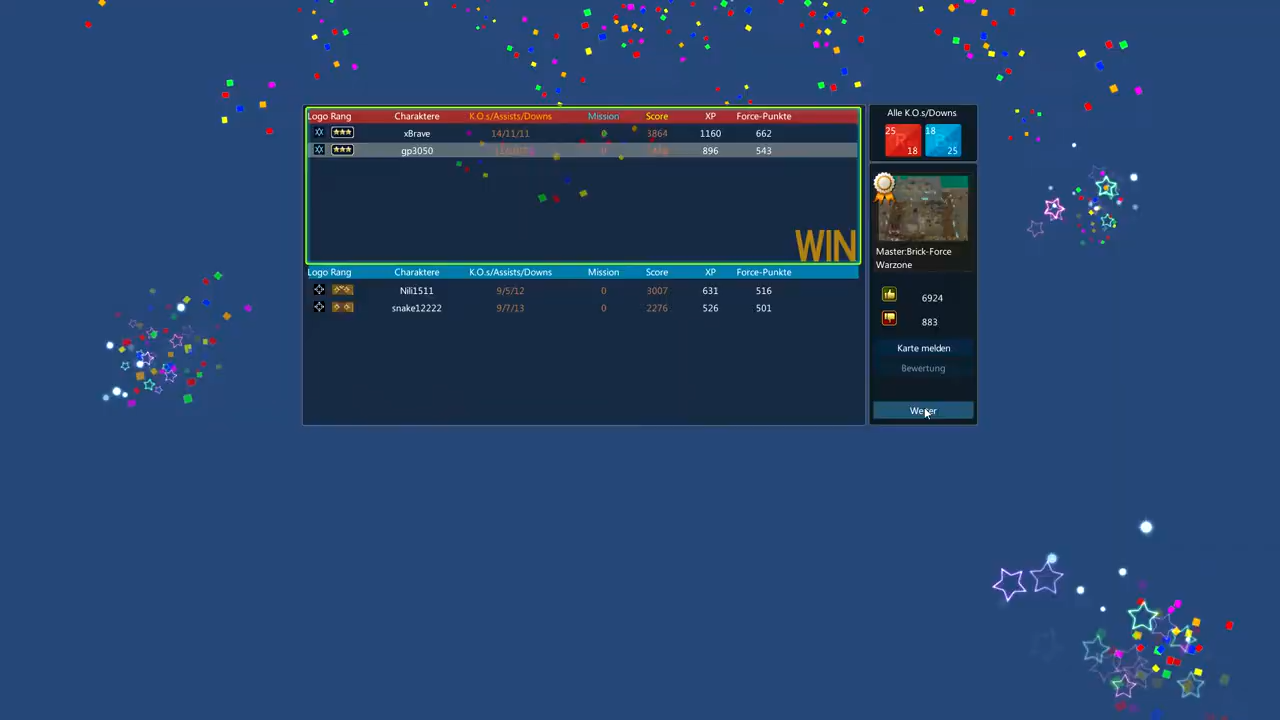 Logo Rang Charaktere K.O.s/Assists/Downs Mission Score XP Force-Punkte
xBrave 14/11/11 0 3864 1160 662
gp3050 0 896 543
WIN
Logo Rang Charaktere K.O.s/Assists/Downs Mission Score XP Force-Punkte
Nili1511 9/5/12 0 3007 631 516
snake12222 9/7/13 0 2276 526 501
Alle K.O.s/Downs
25 R 18 18 25
Master:Brick-Force
Warzone
6924
883
Karte melden
Bewertung